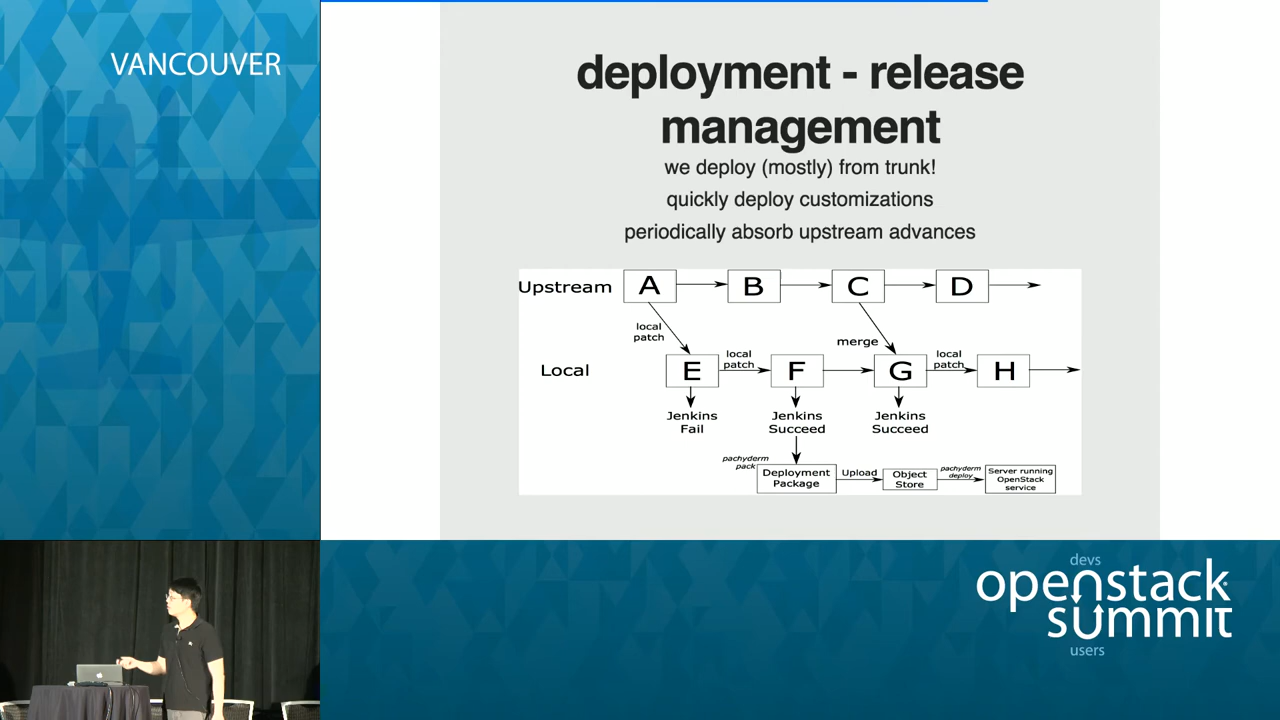 VANCOUVER
deployment - release
management
we deploy (mostly) from trunk!
quickly deploy customizations
periodically absorb upstream advances
Upstream
A
B
C
D
local
patch
merge
Local
E
local
patch
F
G
local
patch
H
Jenkins
Fail
Jenkins
Succeed
Jenkins
Succeed
pachyderm
pack
Deployment
Package
Upload
Object
Store
pachyderm
deploy
Server running
OpenStack
service
devs
openstack
summit
users